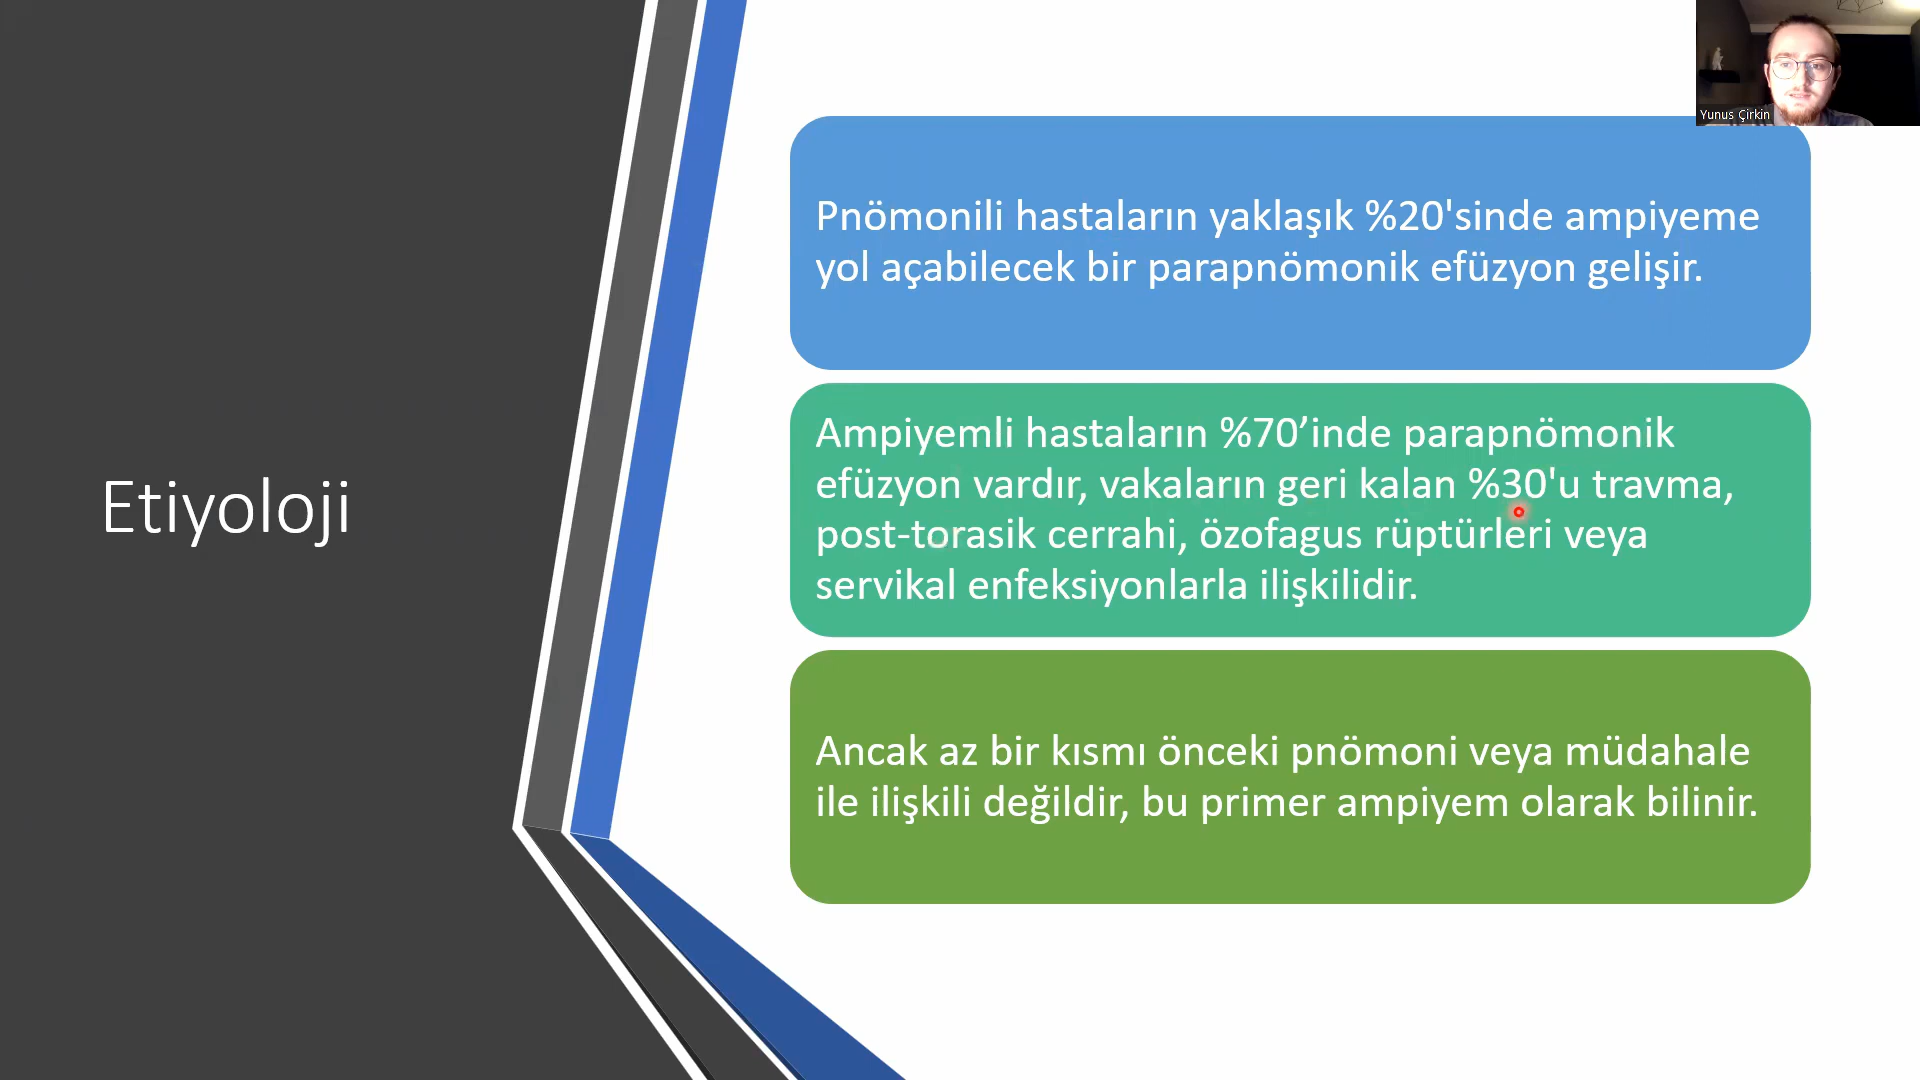 Yunus Çirkin
Etiyoloji
Pnömonili hastaların yaklaşık %20'sinde ampiyeme
yol açabilecek bir parapnömonik efüzyon gelişir.
Ampiyemli hastaların %70’inde parapnömonik
efüzyon vardır, vakaların geri kalan %30'u travma,
post-torasik cerrahi, özofagus rüptürleri veya
servikal enfeksiyonlarla ilişkilidir.
Ancak az bir kısmı önceki pnömoni veya müdahale
ile ilişkili değildir, bu primer ampiyem olarak bilinir.